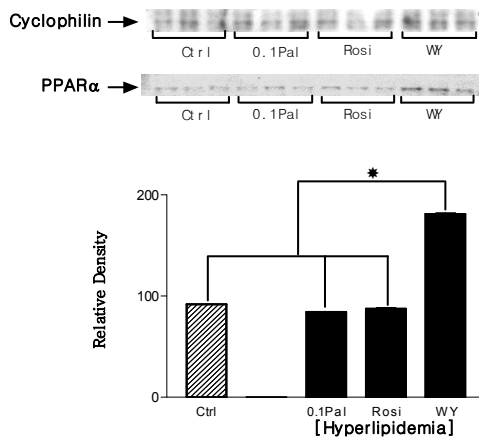 Cyclophilin
Ctrl 0.1Pal Rosi WY
PPARα
Ctrl 0.1Pal Rosi WY
*
200
100
0
Relative Density
Ctrl 0.1Pal Rosi WY
[Hyperlipidemia]